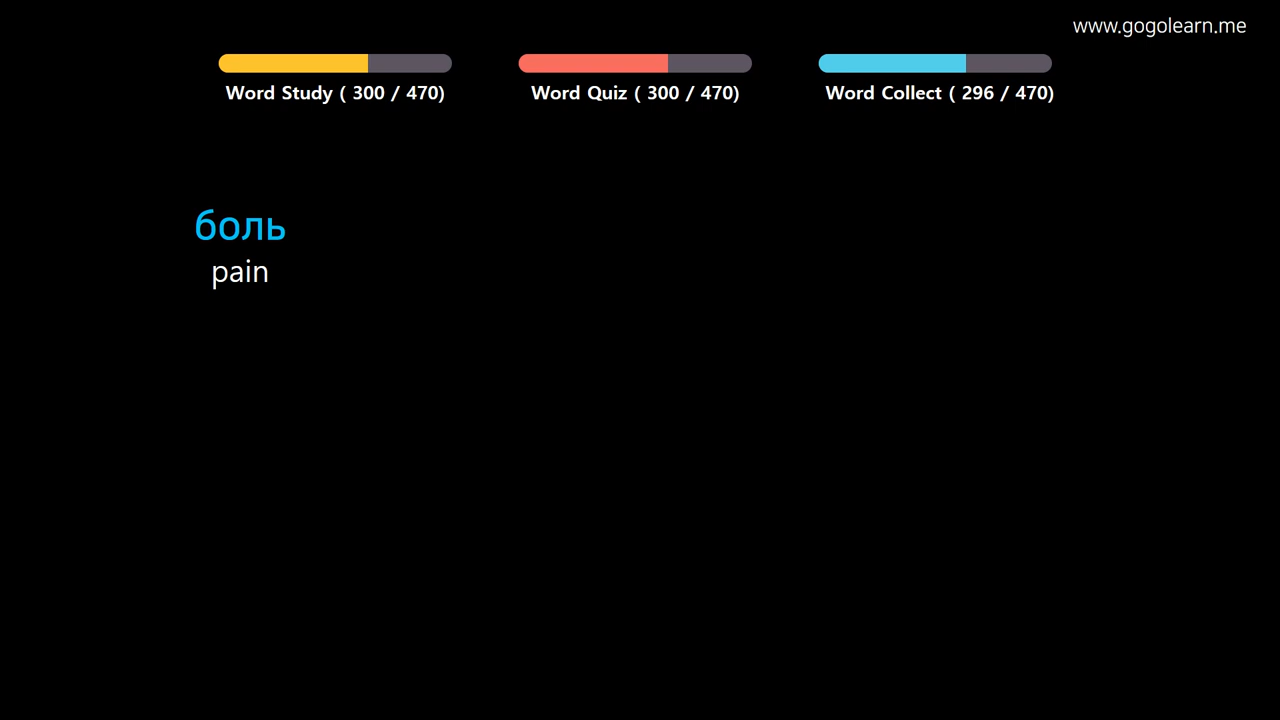 www.gogolearn.me
Word Study ( 300 / 470)
Word Quiz ( 300 / 470)
Word Collect ( 296 / 470)
боль
pain